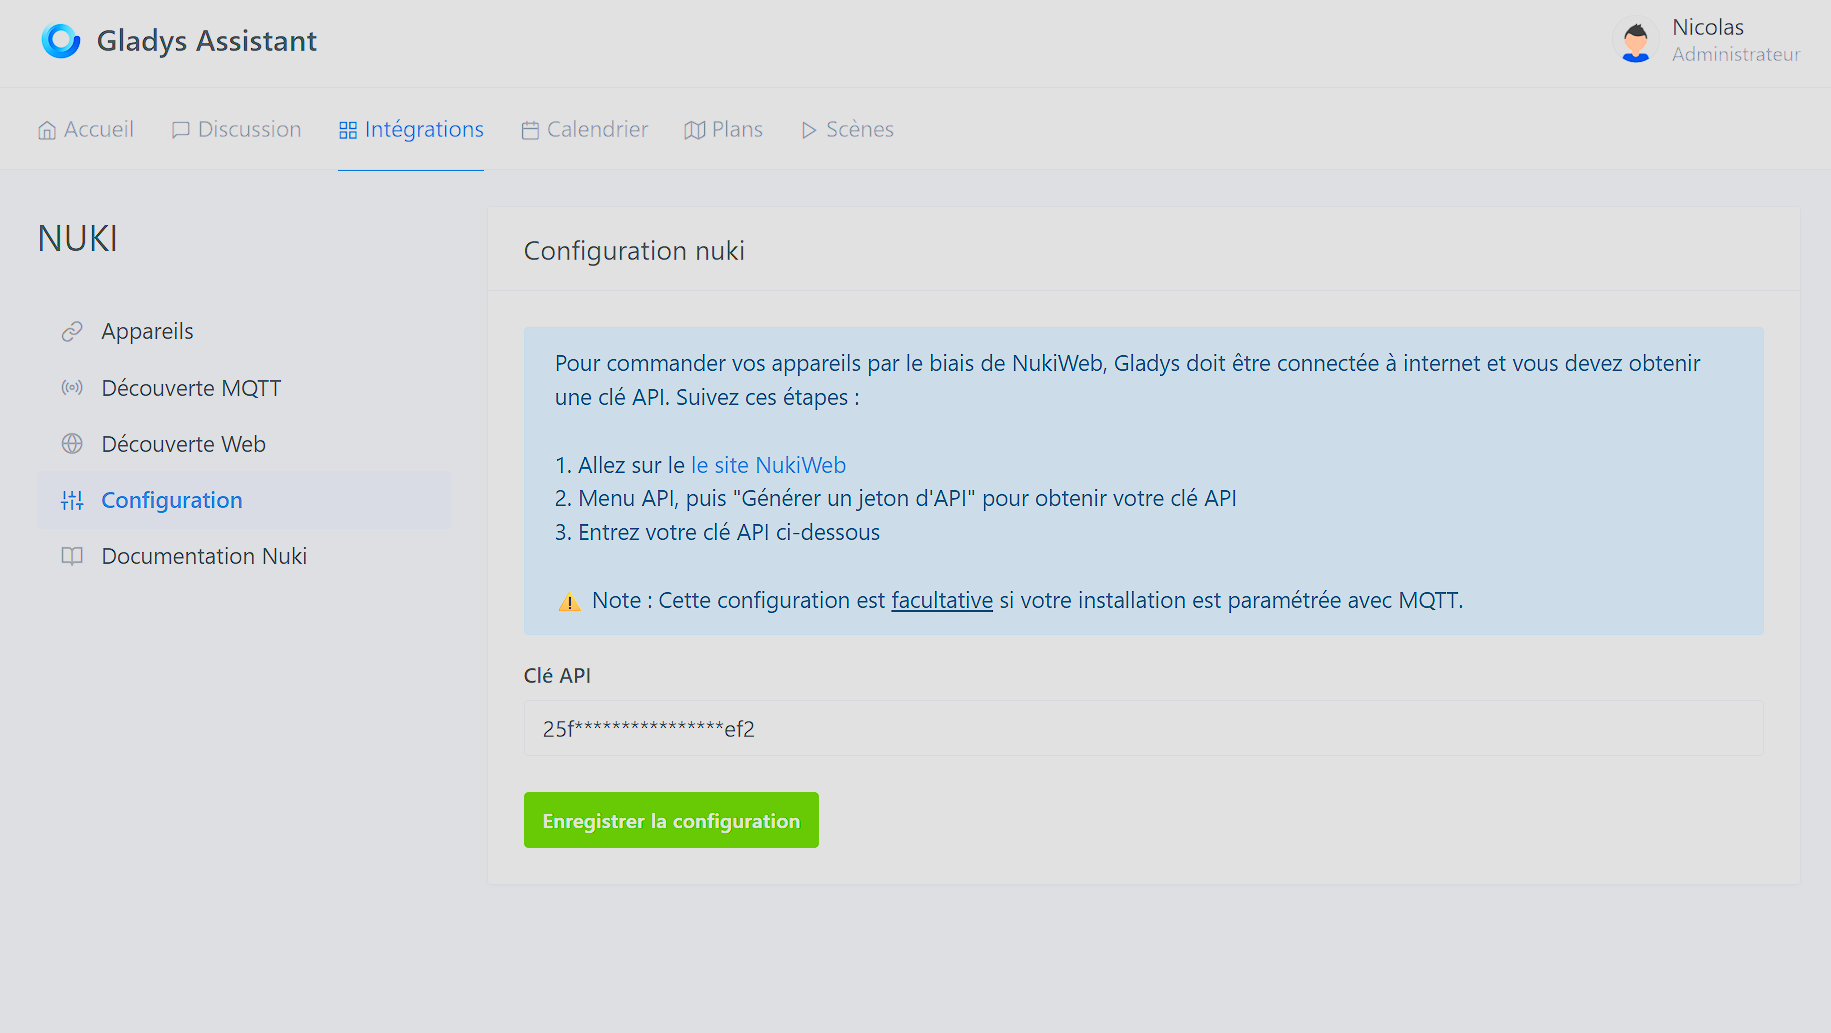 Gladys Assistant
Nicolas
Administrateur
Accueil
Discussion
Intégrations
Calendrier
Plans
Scènes
NUKI
Appareils
Découverte MQTT
Découverte Web
Configuration
Documentation Nuki
Configuration nuki
Pour commander vos appareils par le biais de NukiWeb, Gladys doit être connectée à internet et vous devez obtenir
une clé API. Suivez ces étapes :
1. Allez sur le le site NukiWeb
2. Menu API, puis "Générer un jeton d'API" pour obtenir votre clé API
3. Entrez votre clé API ci-dessous
⚠️ Note : Cette configuration est facultative si votre installation est paramétrée avec MQTT.
Clé API
25f****************ef2
Enregistrer la configuration